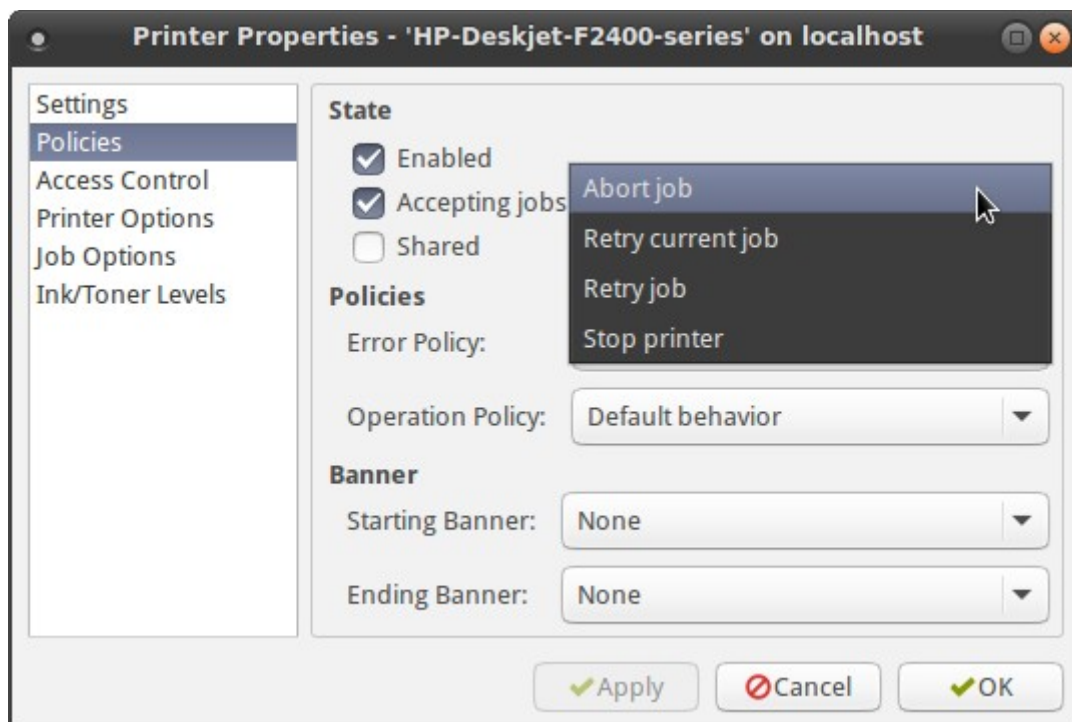 Printer Properties - 'HP-Deskjet-F2400-series' on localhost
Settings
Policies
Access Control
Printer Options
Job Options
Ink/Toner Levels
State
Enabled
Accepting jobs
Shared
Abort job
Retry current job
Retry job
Stop printer
Policies
Error Policy:
Operation Policy: Default behavior
Banner
Starting Banner: None
Ending Banner: None
Apply Cancel OK